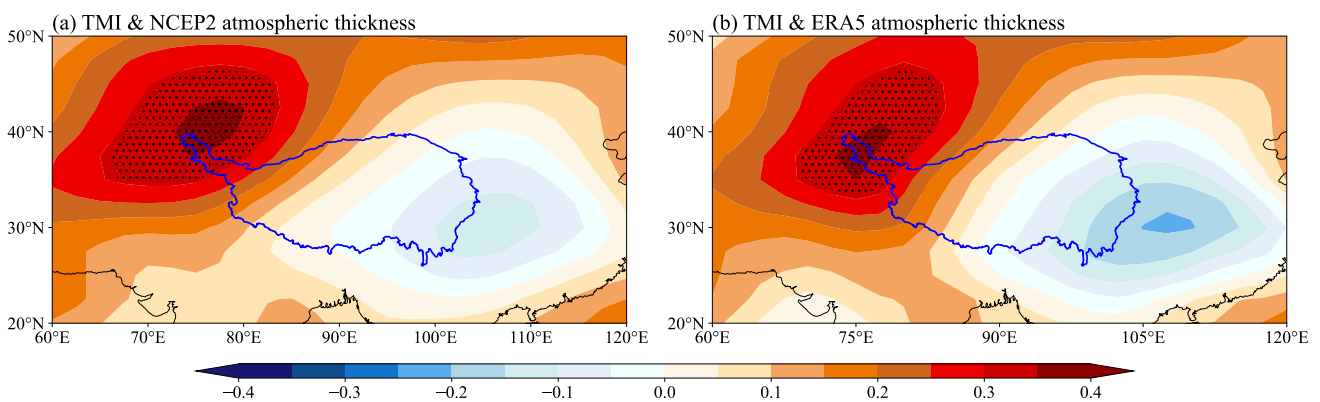 (a) TMI & NCEP2 atmospheric thickness
(b) TMI & ERA5 atmospheric thickness
50°N
40°N
30°N
20°N
60°E 70°E 80°E 90°E 100°E 110°E 120°E
50°N
40°N
30°N
20°N
60°E 75°E 90°E 105°E 120°E
−0.4 −0.3 −0.2 −0.1 0.0 0.1 0.2 0.3 0.4